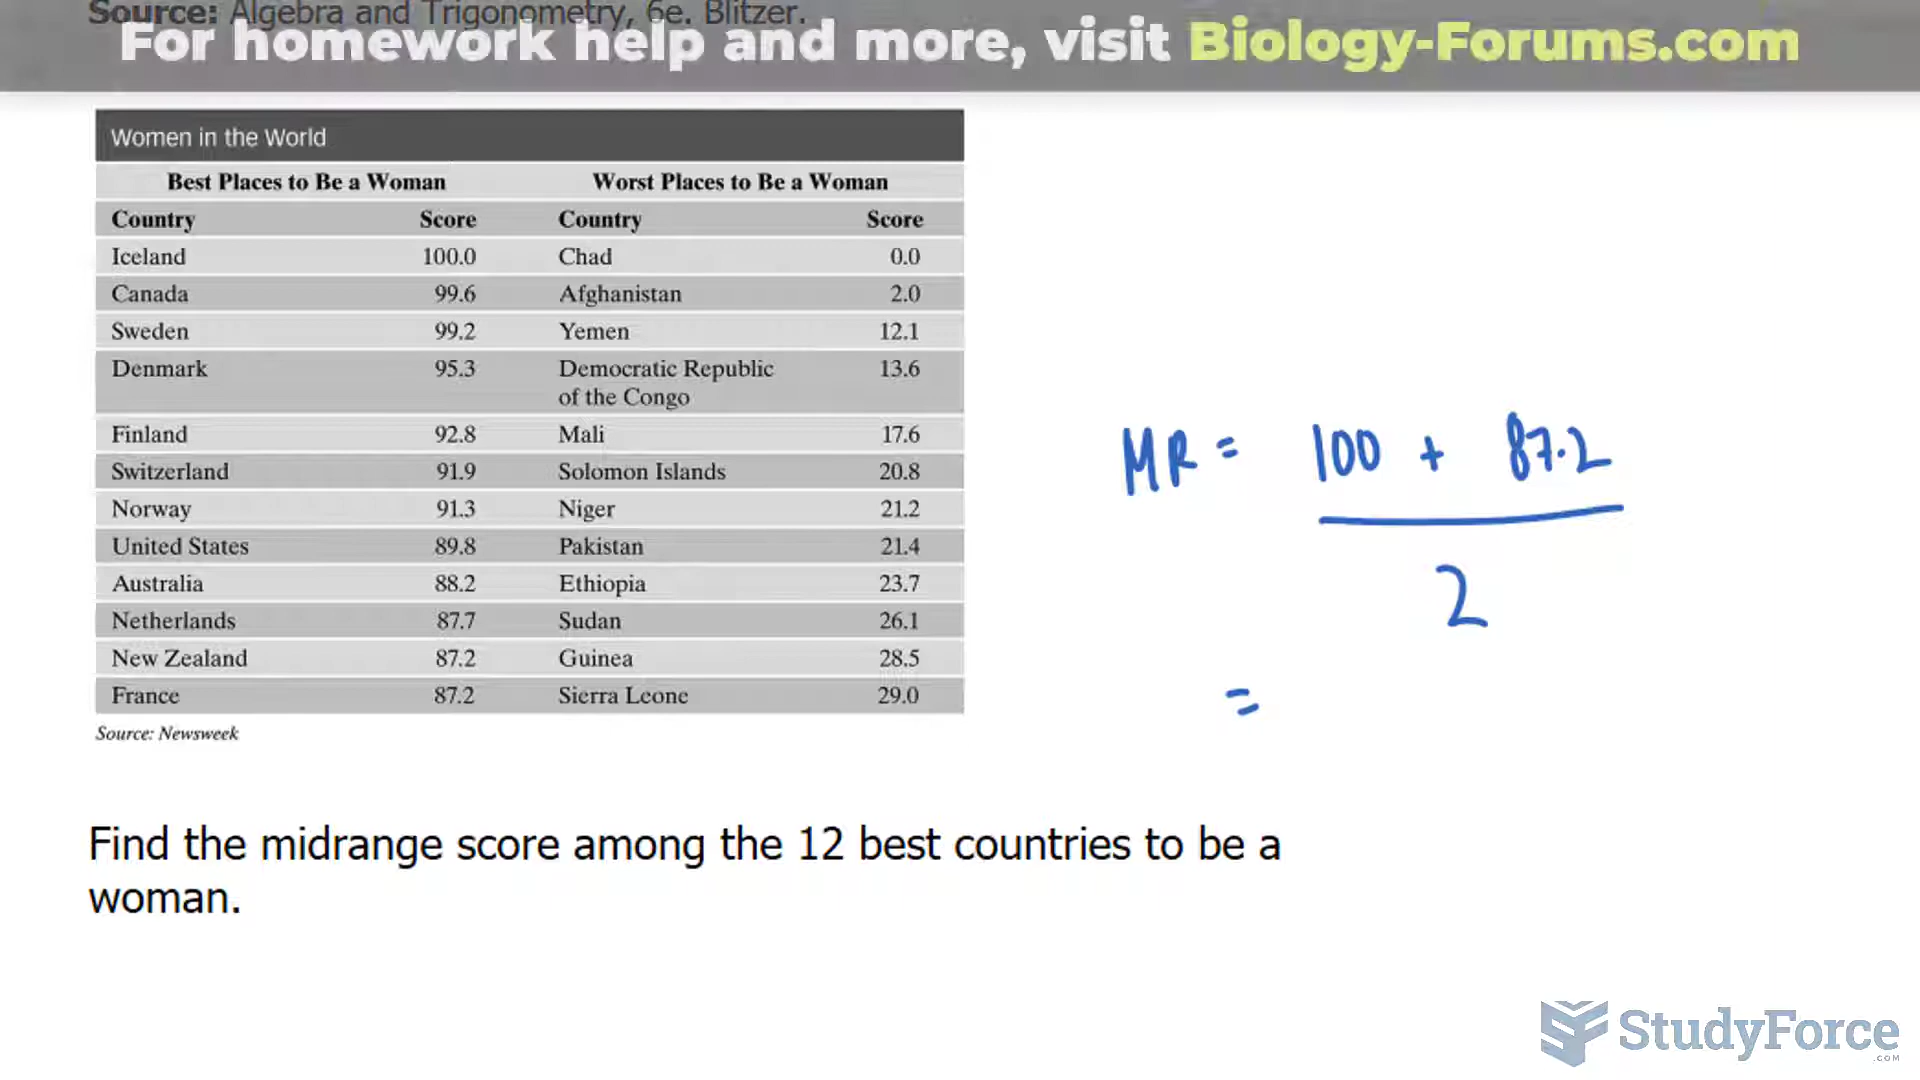 Source: Algebra and Trigonometry, 6e. Blitzer.
For homework help and more, visit Biology-Forums.com
Women in the World
Best Places to Be a Woman Worst Places to Be a Woman
Country Score Country Score
Iceland 100.0 Chad 0.0
Canada 99.6 Afghanistan 2.0
Sweden 99.2 Yemen 12.1
Denmark 95.3 Democratic Republic 13.6
of the Congo
Finland 92.8 Mali 17.6
Switzerland 91.9 Solomon Islands 20.8
Norway 91.3 Niger 21.2
United States 89.8 Pakistan 21.4
Australia 88.2 Ethiopia 23.7
Netherlands 87.7 Sudan 26.1
New Zealand 87.2 Guinea 28.5
France 87.2 Sierra Leone 29.0
Source: Newsweek
MR = 100 + 87.2
2
=
Find the midrange score among the 12 best countries to be a
woman.
StudyForce
.COM